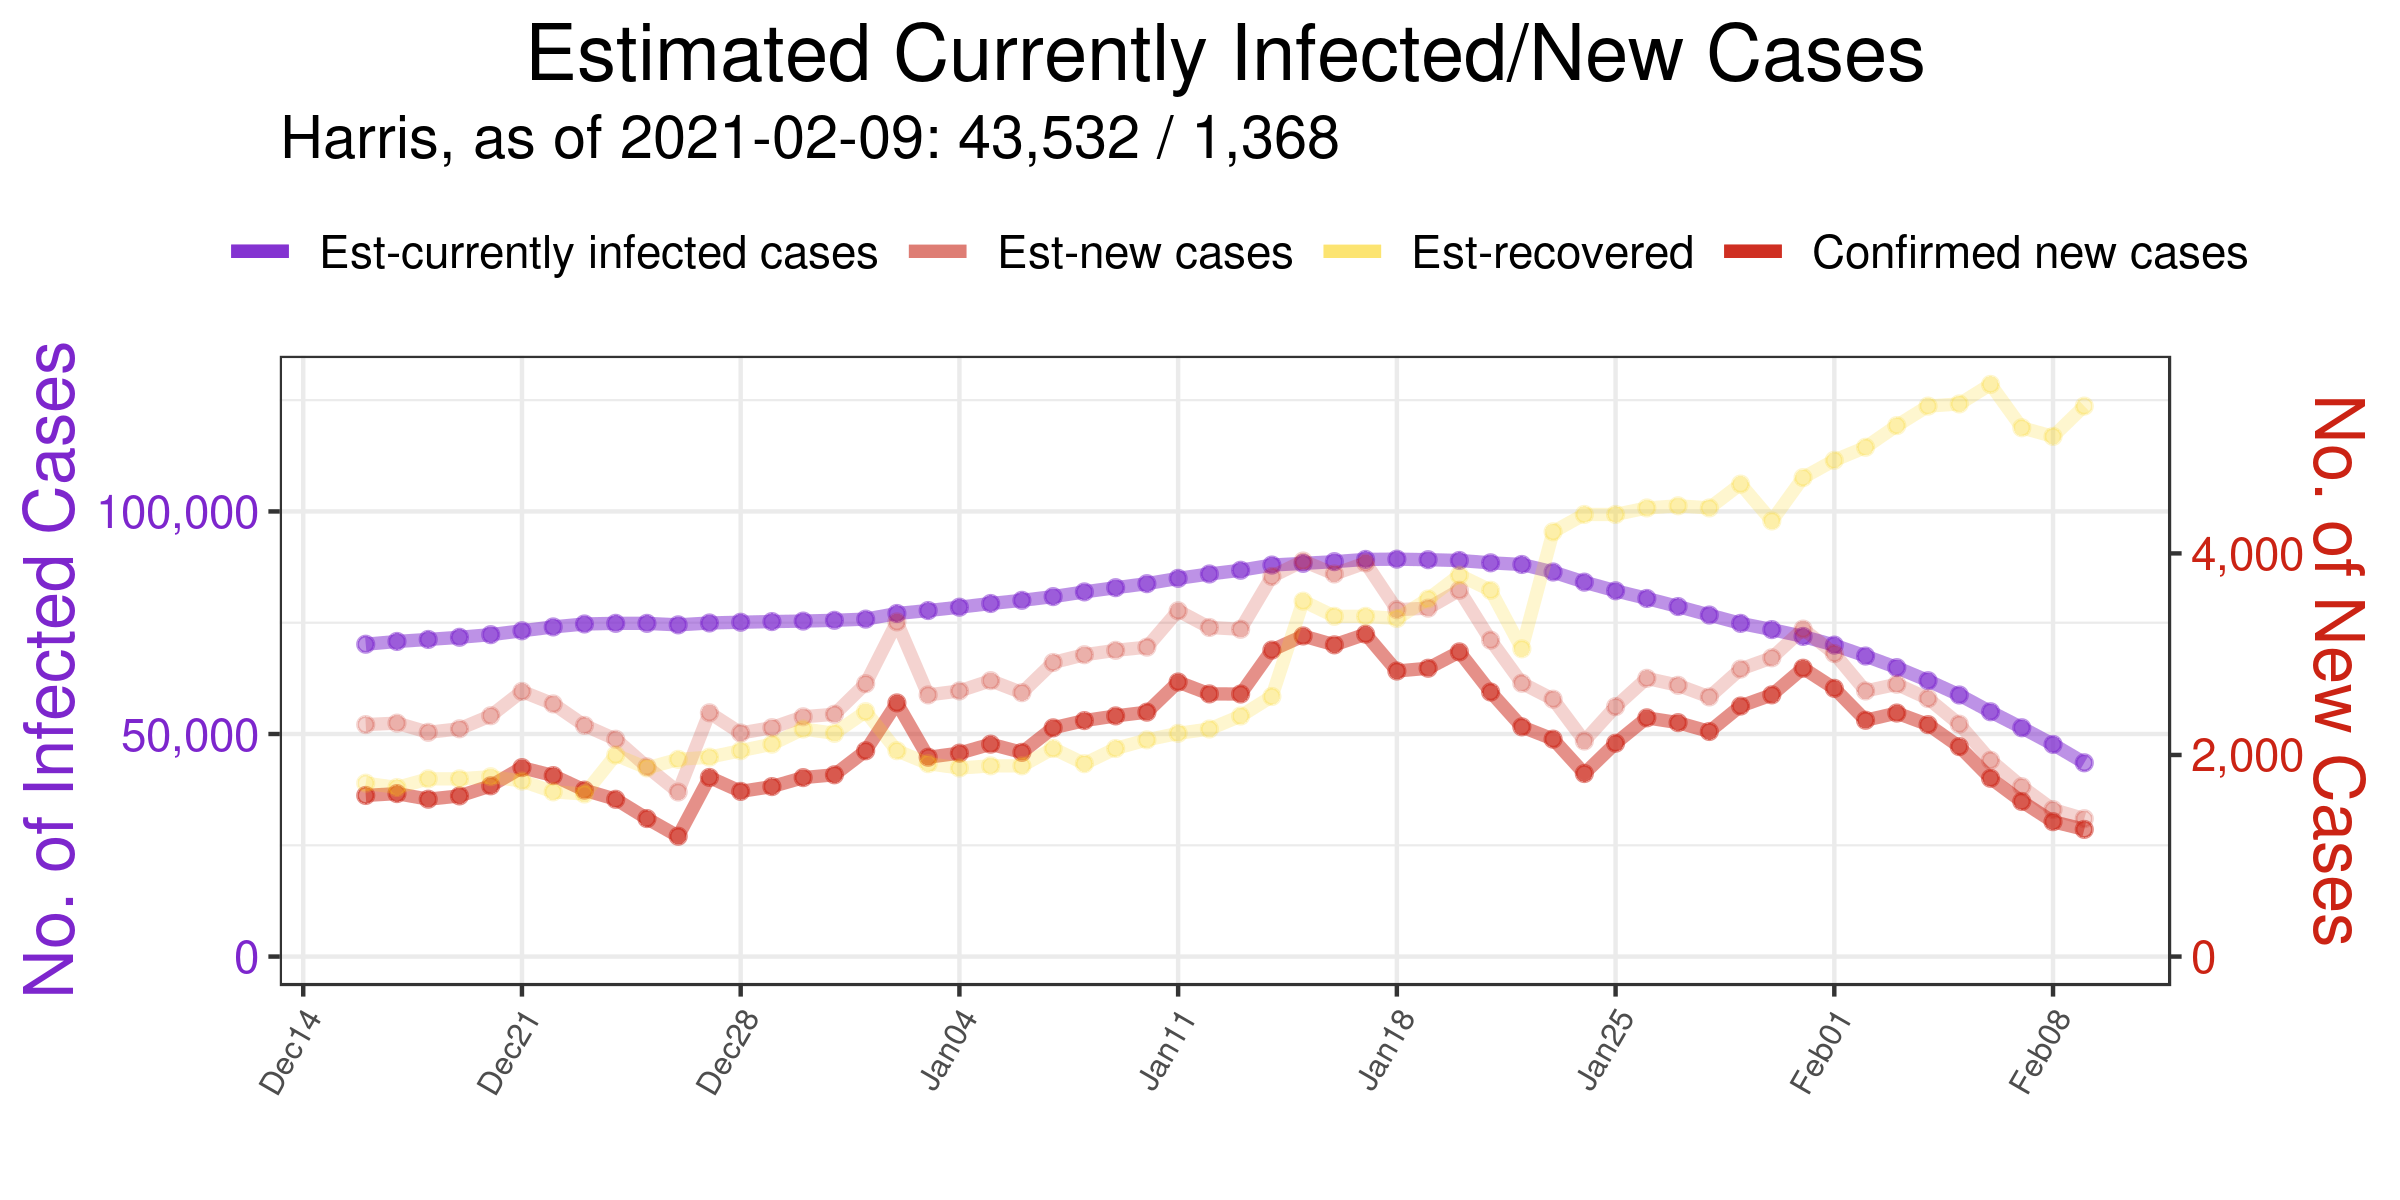 Estimated Currently Infected/New Cases
Harris, as of 2021-02-09: 43,532 / 1,368
Est-currently infected cases Est-new cases Est-recovered Confirmed new cases
No. of Infected Cases
100,000
50,000
0
4,000
2,000
0
No. of New Cases
Dec14 Dec21 Dec28 Jan04 Jan11 Jan18 Jan25 Feb01 Feb08